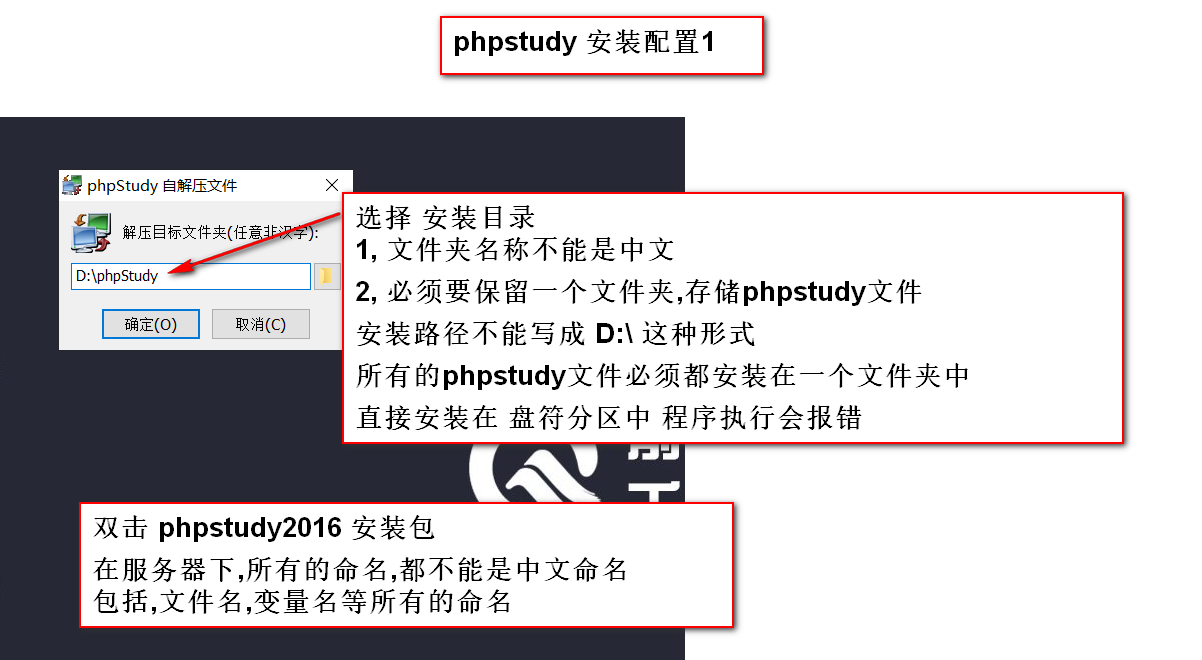 phpstudy 安装配置1
phpStudy 自解压文件
解压目标文件夹(任意非汉字):
D:\phpStudy
确定(O)
取消(C)
选择 安装目录
1, 文件夹名称不能是中文
2, 必须要保留一个文件夹,存储phpstudy文件
安装路径不能写成 D:\ 这种形式
所有的phpstudy文件必须都安装在一个文件夹中
直接安装在 盘符分区中 程序执行会报错
双击 phpstudy2016 安装包
在服务器下,所有的命名,都不能是中文命名
包括,文件名,变量名等所有的命名